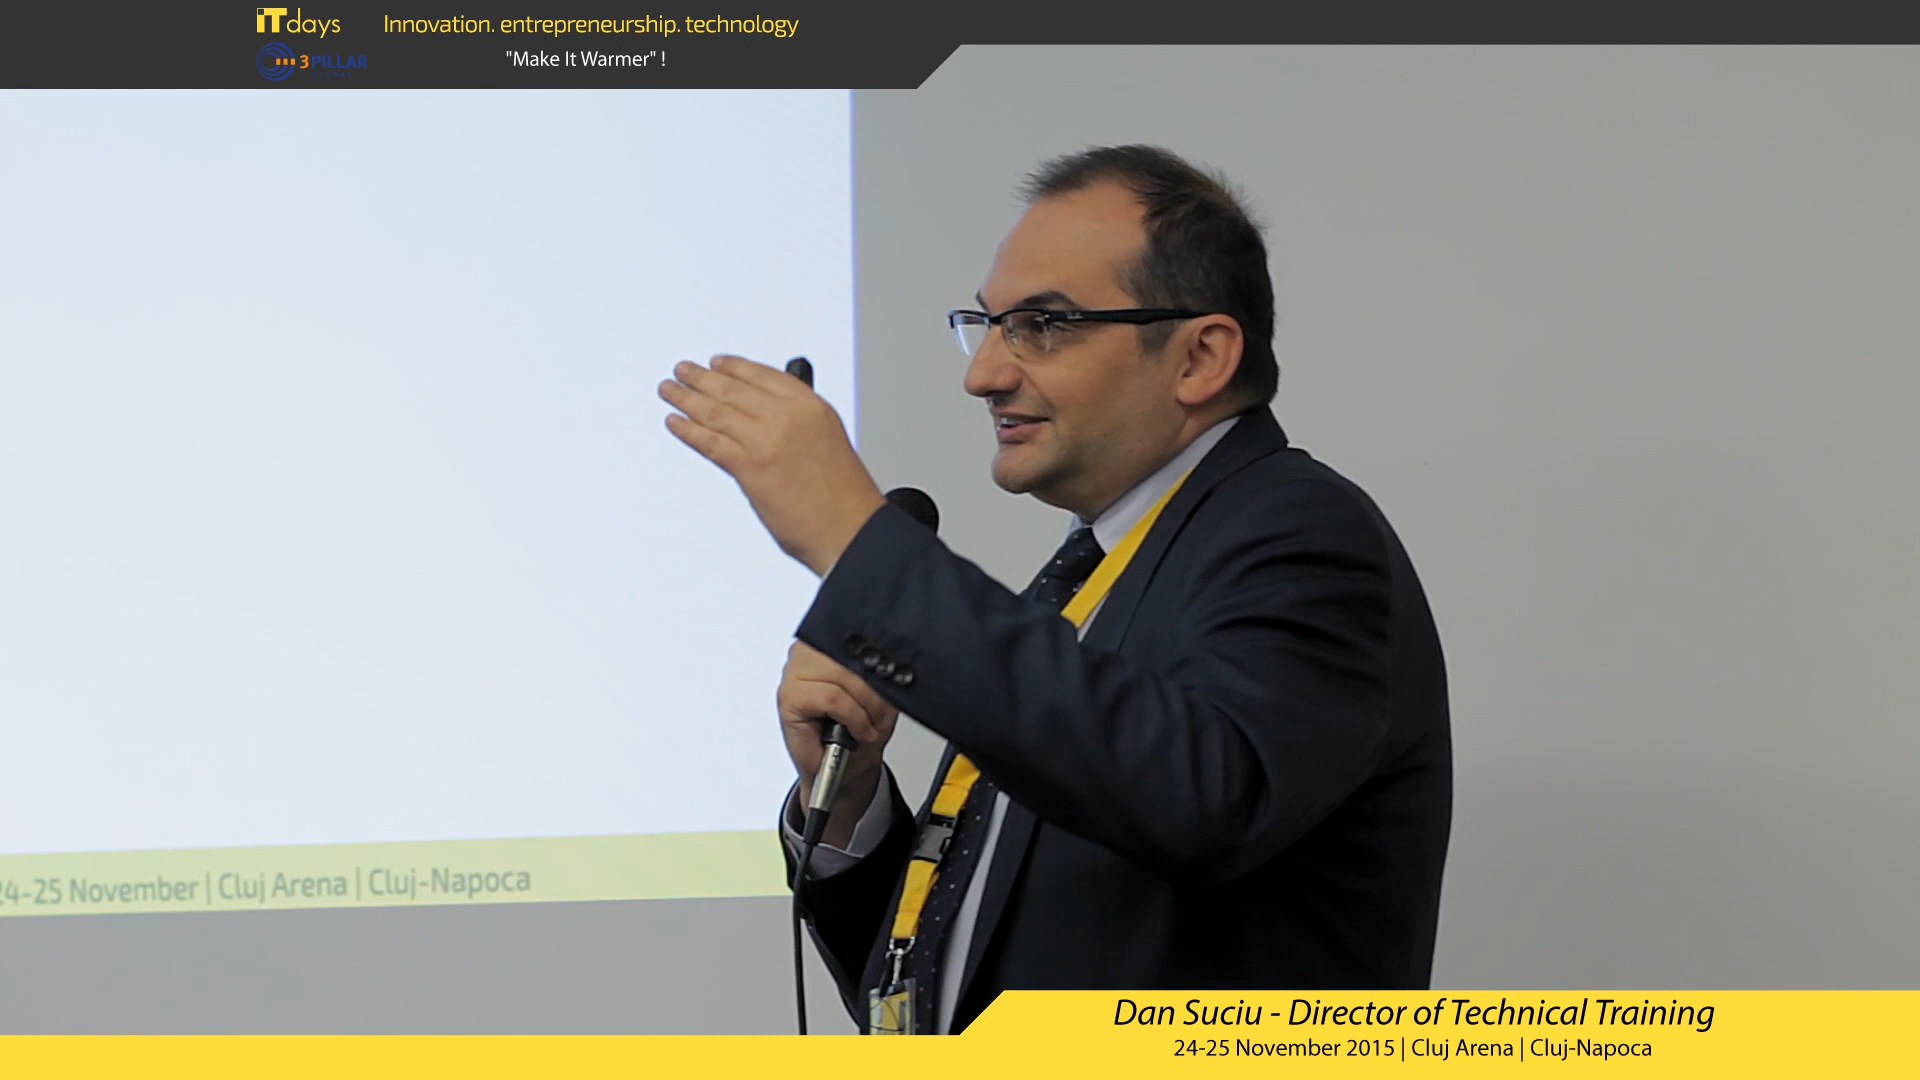 iTdays
Innovation. entrepreneurship. technology
3PILLAR
"Make It Warmer" !
24-25 November | Cluj Arena | Cluj-Napoca
Dan Suciu - Director of Technical Training
24-25 November 2015 | Cluj Arena | Cluj-Napoca